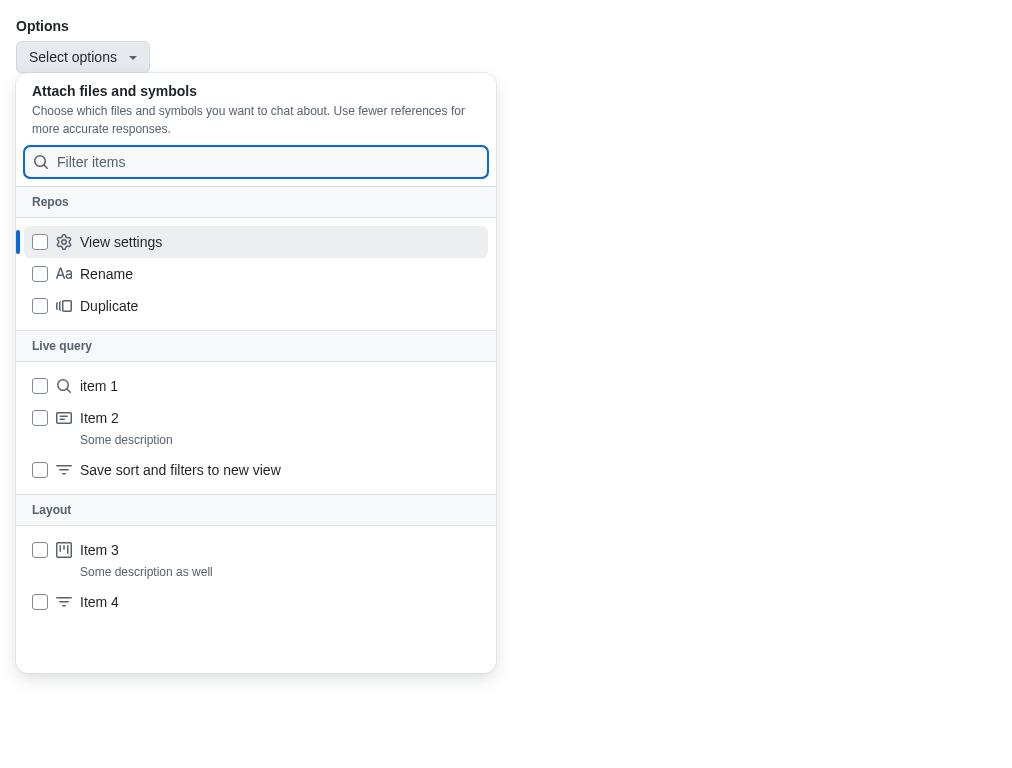 Options
Select options
Attach files and symbols
Choose which files and symbols you want to chat about. Use fewer references for
more accurate responses.
Filter items
Repos
View settings
Rename
Duplicate
Live query
item 1
Item 2
Some description
Save sort and filters to new view
Layout
Item 3
Some description as well
Item 4